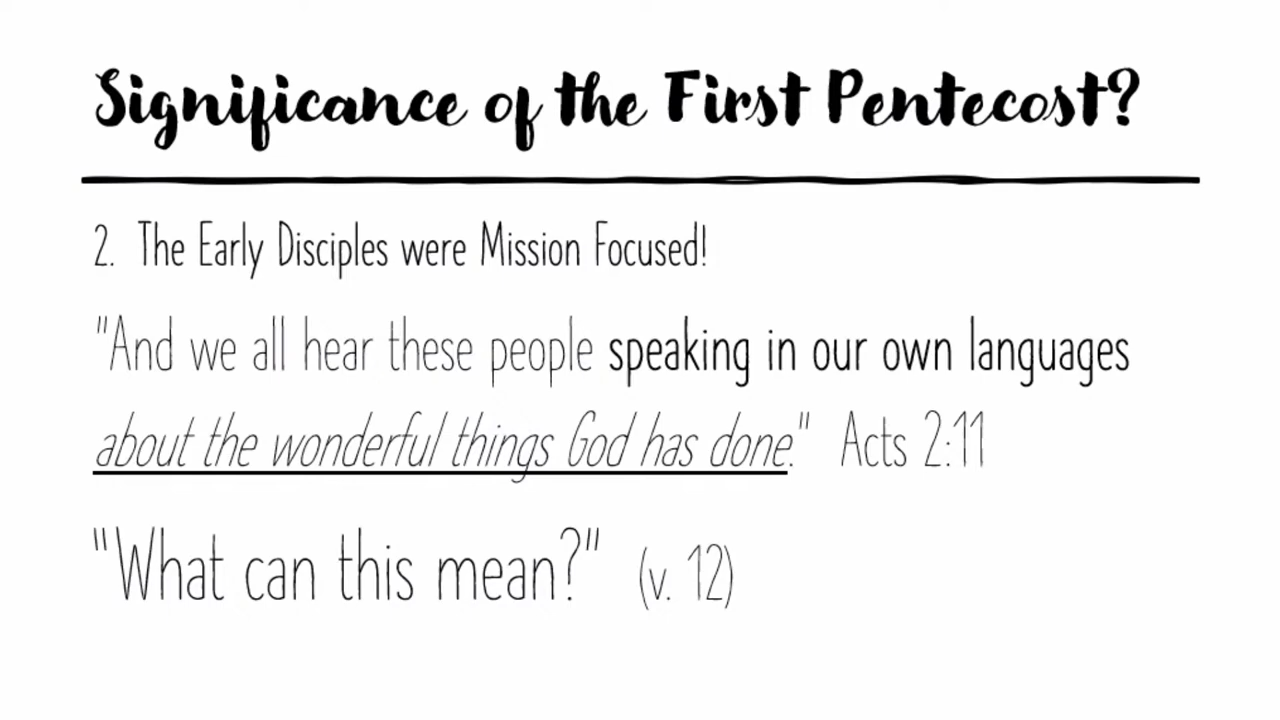 Significance of the First Pentecost?
2. The Early Disciples were Mission Focused!
"And we all hear these people speaking in our own languages
about the wonderful things God has done." Acts 2:11
"What can this mean?" (v. 12)